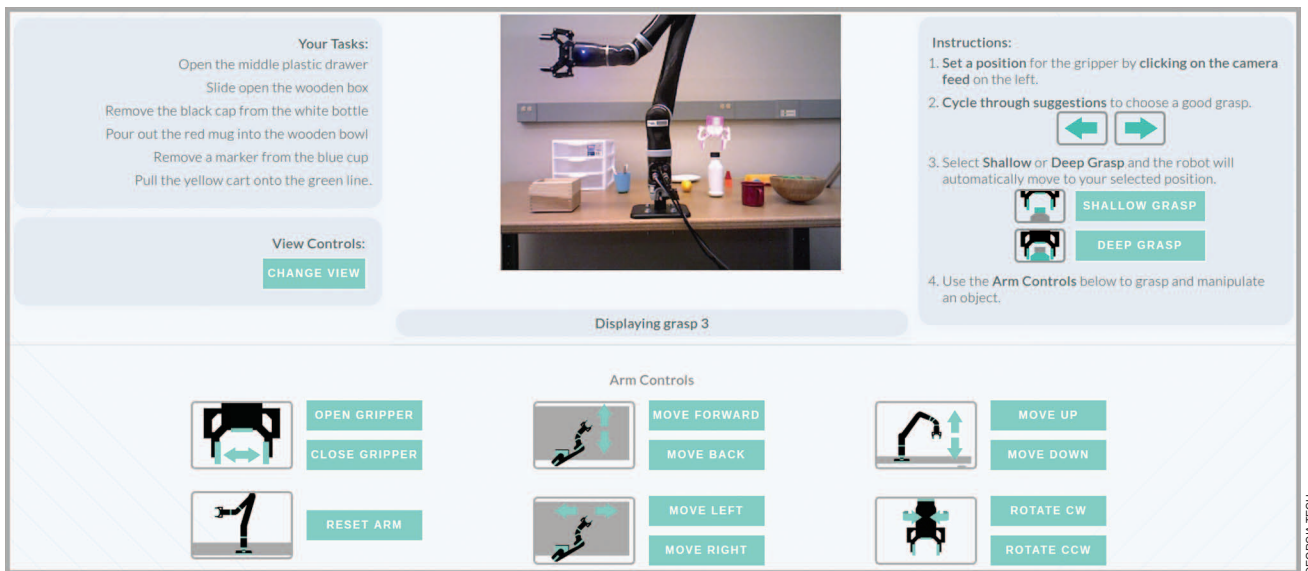 Your Tasks:
Open the middle plastic drawer
Slide open the wooden box
Remove the black cap from the white bottle
Pour out the red mug into the wooden bowl
Remove a marker from the blue cup
Pull the yellow cart onto the green line.
View Controls:
CHANGE VIEW
Displaying grasp 3
Instructions:
1. Set a position for the gripper by clicking on the camera
feed on the left.
2. Cycle through suggestions to choose a good grasp.
3. Select Shallow or Deep Grasp and the robot will
automatically move to your selected position.
SHALLOW GRASP
DEEP GRASP
4. Use the Arm Controls below to grasp and manipulate
an object.
Arm Controls
OPEN GRIPPER
CLOSE GRIPPER
RESET ARM
MOVE FORWARD
MOVE BACK
MOVE LEFT
MOVE RIGHT
MOVE UP
MOVE DOWN
ROTATE CW
ROTATE CCW
GEORGIA TECH